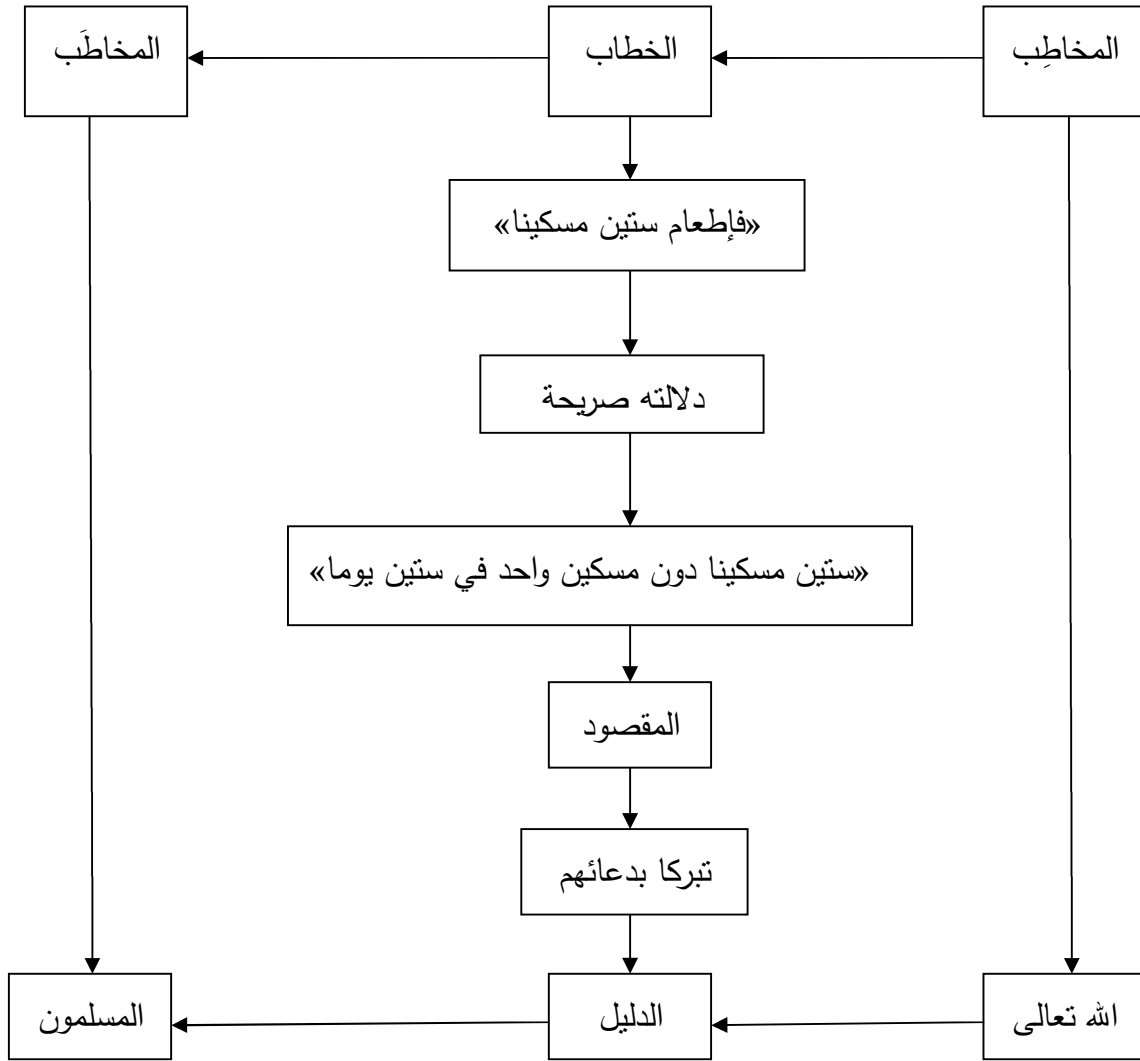 المخاطِب
الخطاب
المخاطَب
«فإطعام ستين مسكينا»
دلالته صريحة
«ستين مسكينا دون مسكين واحد في ستين يوما»
المقصود
تبركا بدعائهم
الله تعالى
الدليل
المسلمون